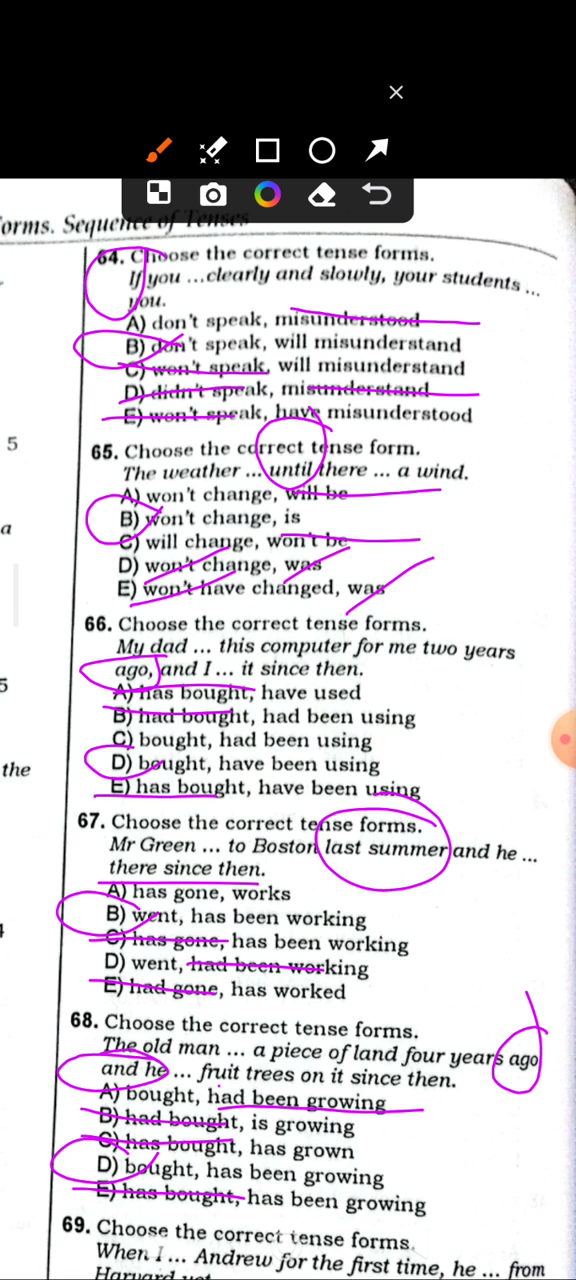 orms. Sequence of Tenses
64. Choose the correct tense forms.
If you ...clearly and slowly, your students ...
you.
A) don't speak, misunderstood
B) don't speak, will misunderstand
C) won't speak, will misunderstand
D) didn't speak, misunderstand
E) won't speak, have misunderstood
5
65. Choose the correct tense form.
The weather ... until there ... a wind.
A) won't change, will be
B) won't change, is
C) will change, won't be
D) won't change, was
E) won't have changed, was
a
66. Choose the correct tense forms.
My dad ... this computer for me two years
ago, and I ... it since then.
A) has bought, have used
B) had bought, had been using
C) bought, had been using
D) bought, have been using
E) has bought, have been using
5
the
67. Choose the correct tense forms.
Mr Green ... to Boston last summer and he ...
there since then.
A) has gone, works
B) went, has been working
C) has gone, has been working
D) went, had been working
E) had gone, has worked
68. Choose the correct tense forms.
The old man ... a piece of land four years ago
and he ... fruit trees on it since then.
A) bought, had been growing
B) had bought, is growing
C) has bought, has grown
D) bought, has been growing
E) has bought, has been growing
69. Choose the correct tense forms.
When I ... Andrew for the first time, he ... from
Harvard yet